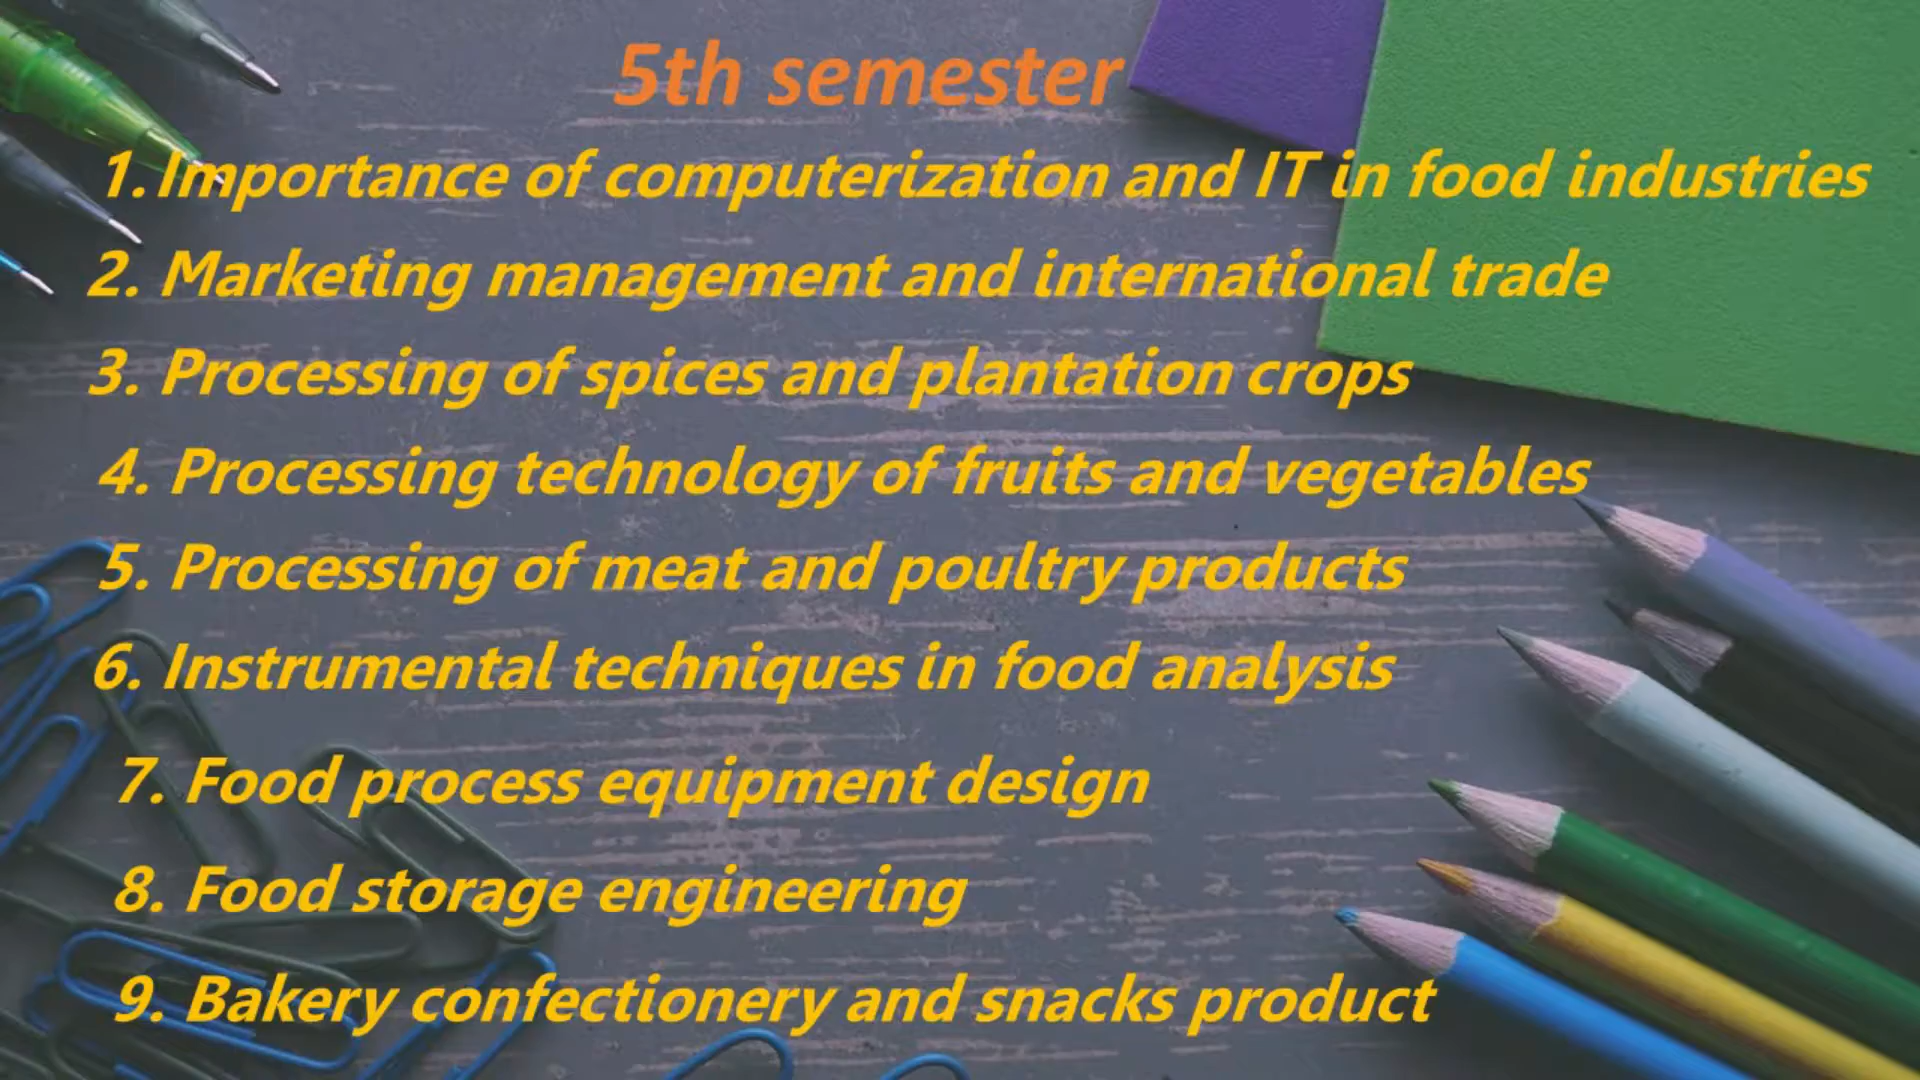 5th semester
1. Importance of computerization and IT in food industries
2. Marketing management and international trade
3. Processing of spices and plantation crops
4. Processing technology of fruits and vegetables
5. Processing of meat and poultry products
6. Instrumental techniques in food analysis
7. Food process equipment design
8. Food storage engineering
9. Bakery confectionery and snacks product